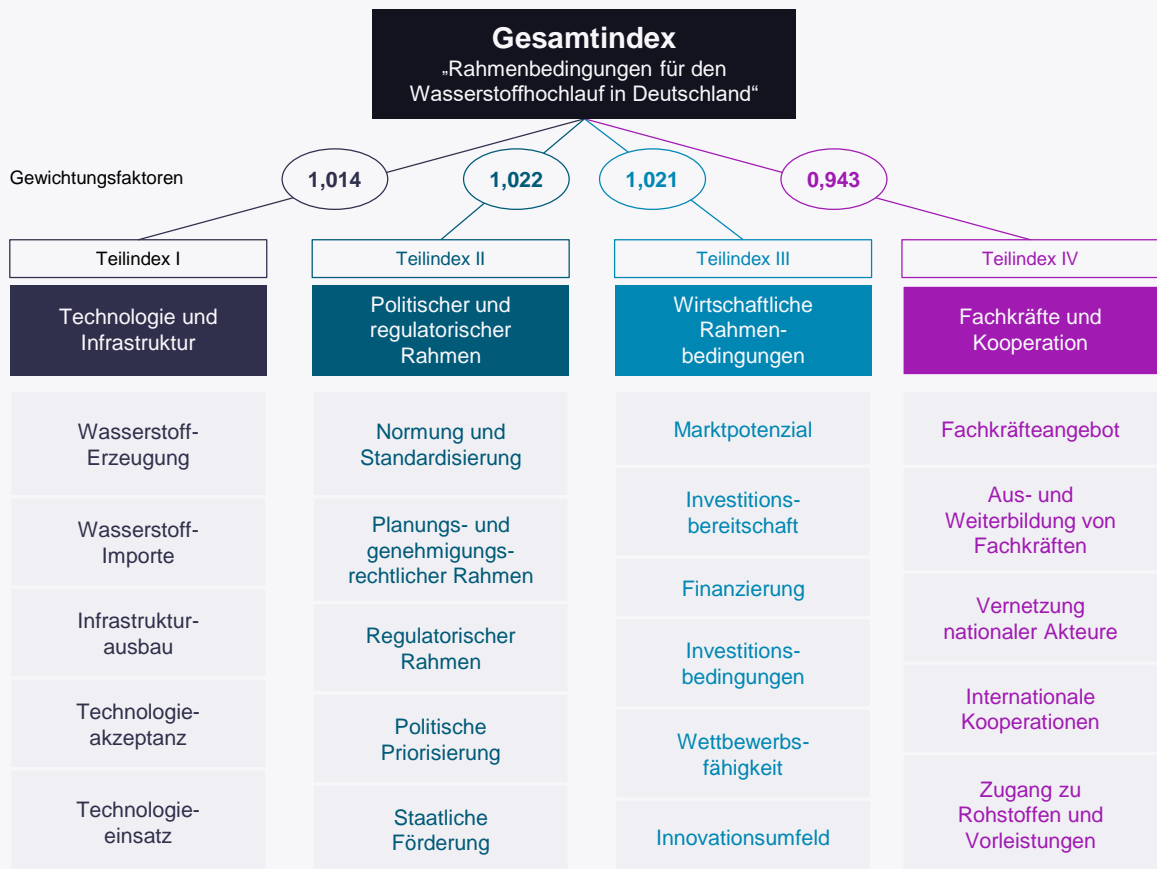 Gesamtindex
„Rahmenbedingungen für den
Wasserstoffhochlauf in Deutschland“
Gewichtungsfaktoren
1,014
1,022
1,021
0,943
Teilindex I
Technologie und
Infrastruktur
Wasserstoff-
Erzeugung
Wasserstoff-
Importe
Infrastruktur-
ausbau
Technologie-
akzeptanz
Technologie-
einsatz
Teilindex II
Politischer und
regulatorischer
Rahmen
Normung und
Standardisierung
Planungs- und
genehmigungs-
rechtlicher Rahmen
Regulatorischer
Rahmen
Politische
Priorisierung
Staatliche
Förderung
Teilindex III
Wirtschaftliche
Rahmen-
bedingungen
Marktpotenzial
Investitions-
bereitschaft
Finanzierung
Investitions-
bedingungen
Wettbewerbs-
fähigkeit
Innovationsumfeld
Teilindex IV
Fachkräfte und
Kooperation
Fachkräfteangebot
Aus- und
Weiterbildung von
Fachkräften
Vernetzung
nationaler Akteure
Internationale
Kooperationen
Zugang zu
Rohstoffen und
Vorleistungen